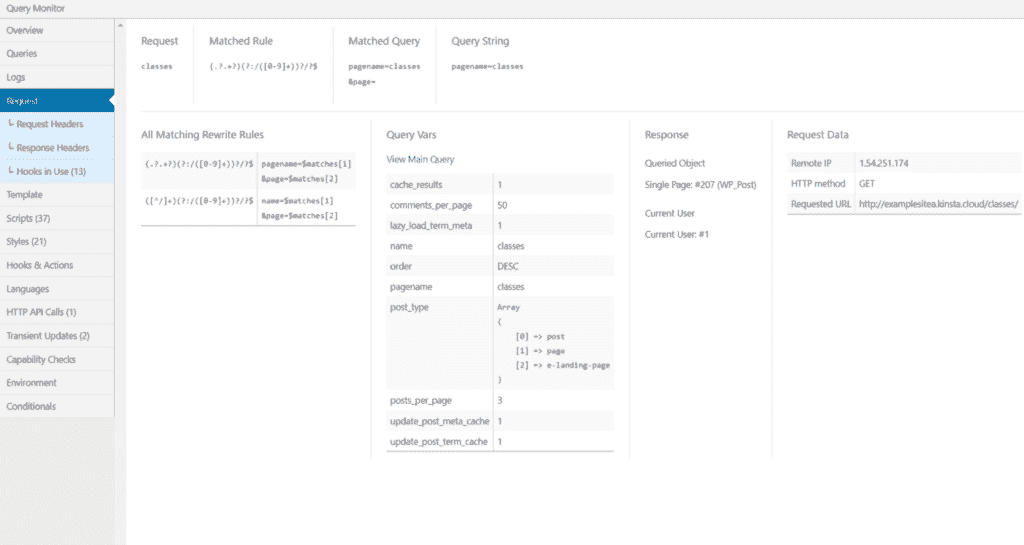 Query Monitor
Overview
Queries
Logs
Request
Request Headers
Response Headers
Hooks in Use (13)
Template
Scripts (37)
Styles (21)
Hooks & Actions
Languages
HTTP API Calls (1)
Transient Updates (2)
Capability Checks
Environment
Conditionals
Request
classes
Matched Rule
(.?.+?)(?:/([0-9]+))?/?$
Matched Query
pagename=classes
&page=
Query String
pagename=classes
All Matching Rewrite Rules
(.?.+?)(?:/([0-9]+))?/?$ pagename=$matches[1]
&page=$matches[2]
([^/]+)(?:/([0-9]+))?/?$ name=$matches[1]
&page=$matches[2]
Query Vars
View Main Query
cache_results 1
comments_per_page 50
lazy_load_term_meta 1
name classes
order DESC
pagename classes
post_type Array
(
[0] => post
[1] => page
[2] => e-landing-page
)
posts_per_page 3
update_post_meta_cache 1
update_post_term_cache 1
Response
Queried Object
Single Page: #207 (WP_Post)
Current User
Current User: #1
Request Data
Remote IP 1.54.251.174
HTTP method GET
Requested URL http://examplesitea.kinsta.cloud/classes/